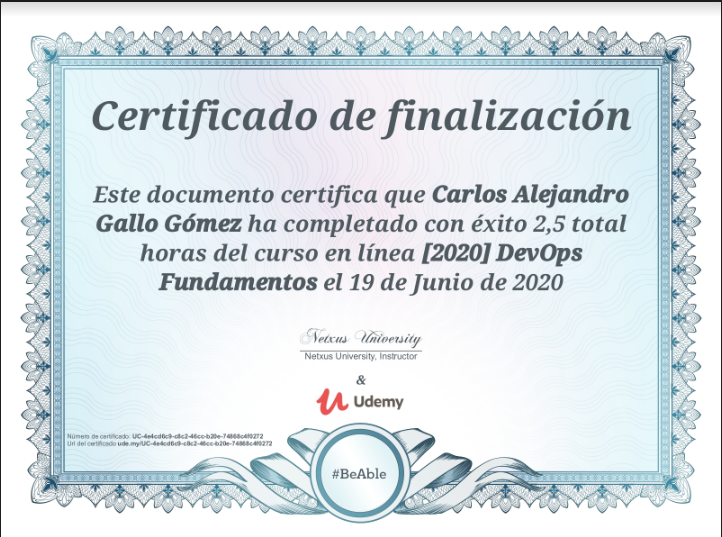 Certificado de finalización
Este documento certifica que Carlos Alejandro
Gallo Gómez ha completado con éxito 2,5 total
horas del curso en línea [2020] DevOps
Fundamentos el 19 de Junio de 2020
Netxus University
Netxus University, Instructor
&
Udemy
Número de certificado: UC-4e4cd6c9-c8c2-46cc-b20e-74868c4f0272
Url del certificado ude.my/UC-4e4cd6c9-c8c2-46cc-b20e-74868c4f0272
#BeAble